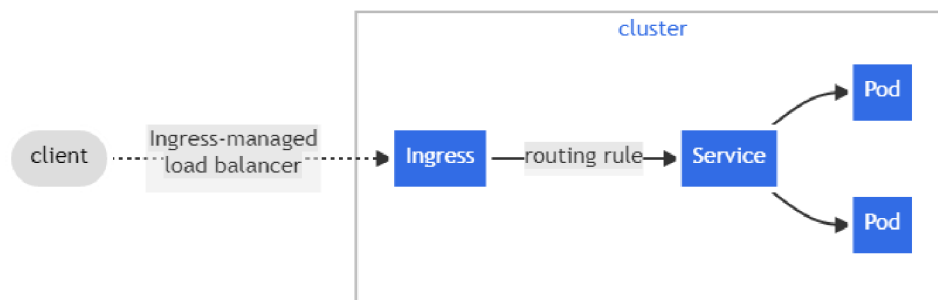 cluster
client
Ingress-managed
load balancer
Ingress
routing rule
Service
Pod
Pod